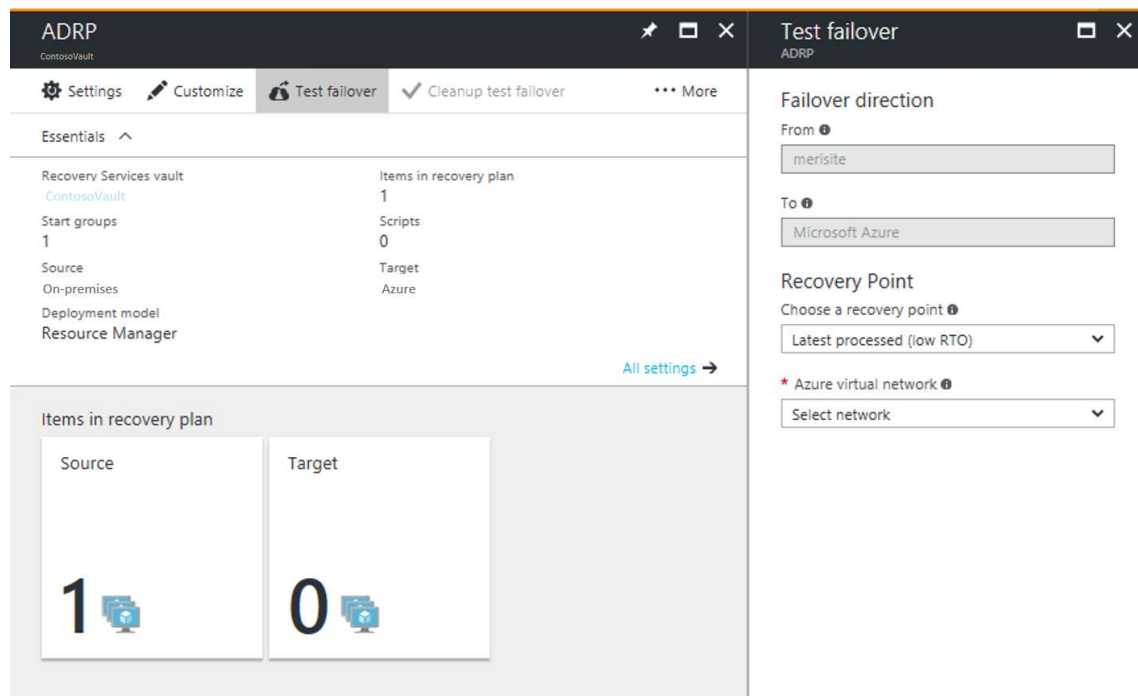 ADRP
ContosoVault
Settings Customize Test failover Cleanup test failover ••• More
Essentials
Recovery Services vault Items in recovery plan
ContosoVault 1
Start groups Scripts
1 0
Source Target
On-premises Azure
Deployment model
Resource Manager
All settings
Items in recovery plan
Source Target
1 0
Test failover
ADRP
Failover direction
From
merisite
To
Microsoft Azure
Recovery Point
Choose a recovery point
Latest processed (low RTO)
* Azure virtual network
Select network